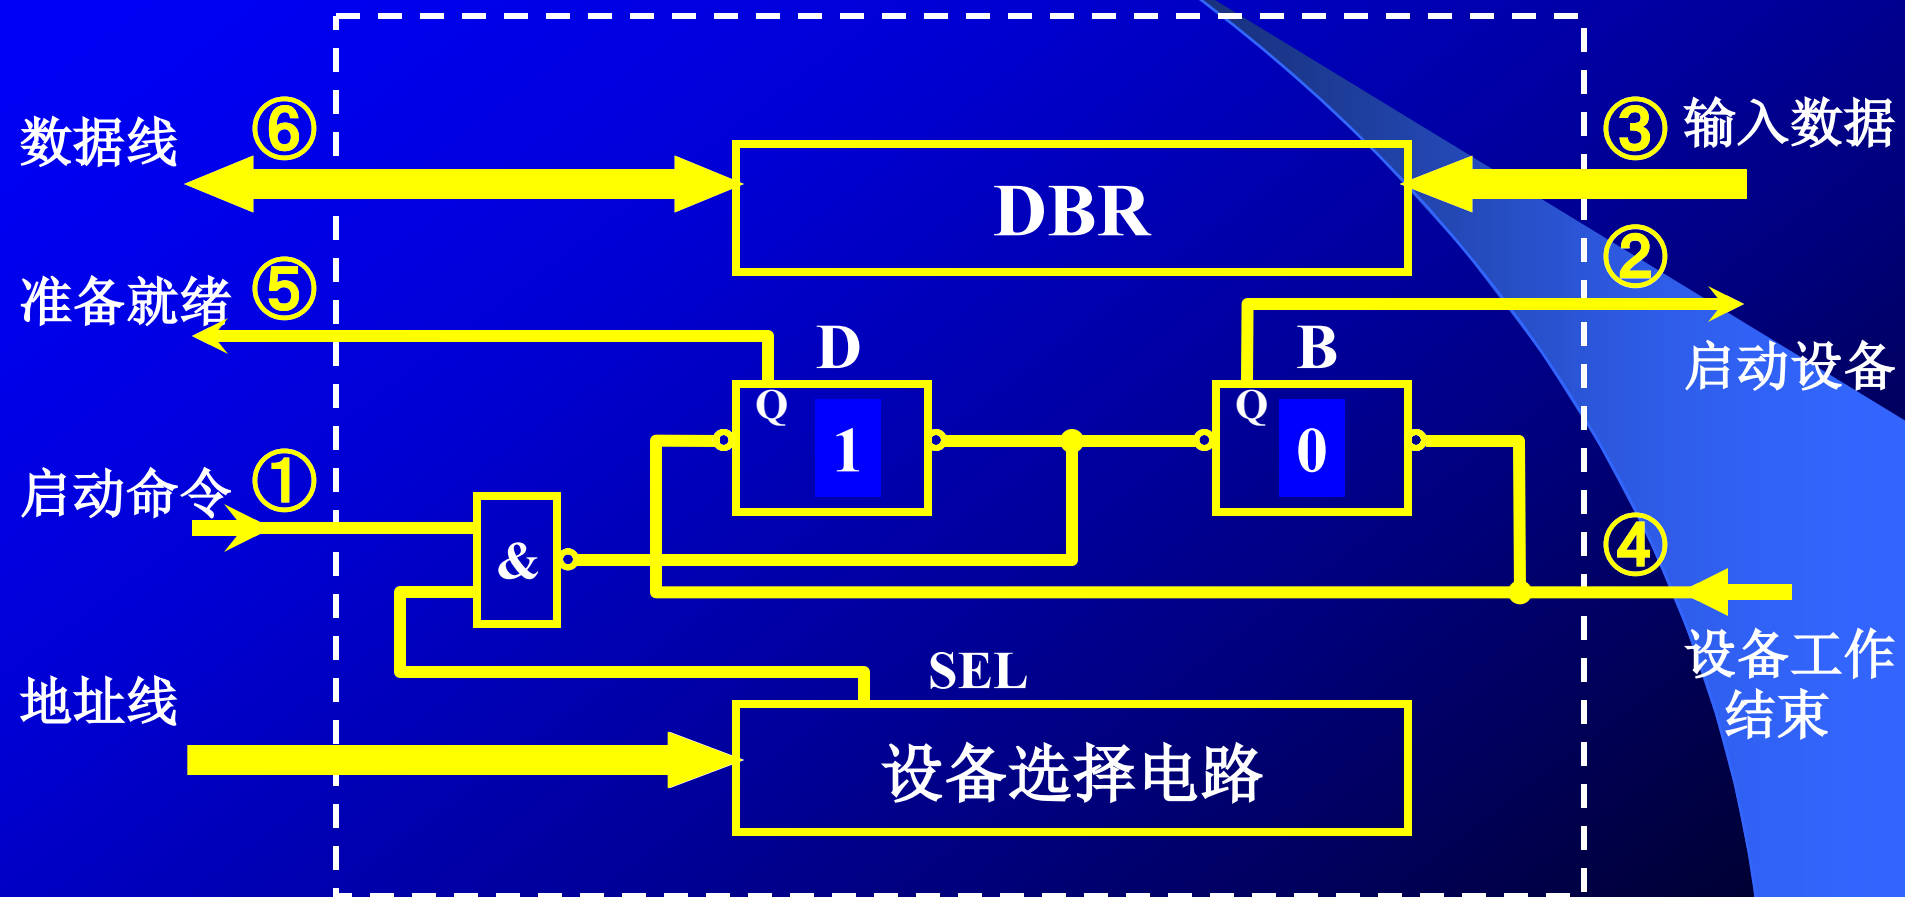 数据线 ⑥
③ 输入数据
DBR
②
准备就绪 ⑤
D
B
启动设备
Q 1
Q 0
启动命令 ①
&
④
设备工作
结束
SEL
地址线
设备选择电路